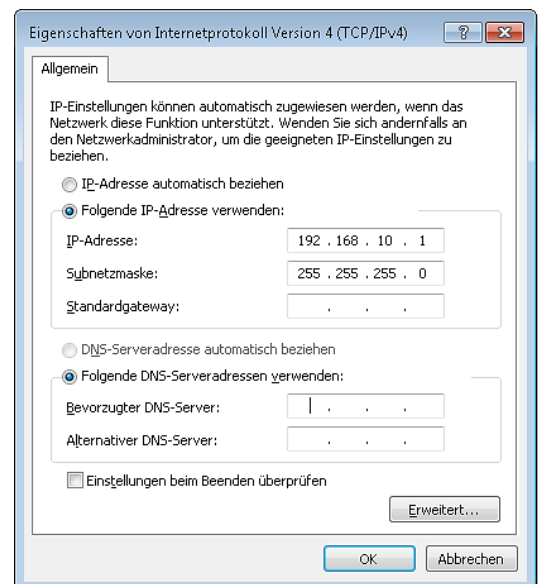 Eigenschaften von Internetprotokoll Version 4 (TCP/IPv4)
Allgemein
IP-Einstellungen können automatisch zugewiesen werden, wenn das
Netzwerk diese Funktion unterstützt. Wenden Sie sich andernfalls an
den Netzwerkadministrator, um die geeigneten IP-Einstellungen zu
beziehen.
IP-Adresse automatisch beziehen
Folgende IP-Adresse verwenden:
IP-Adresse: 192 . 168 . 10 . 1
Subnetzmaske: 255 . 255 . 255 . 0
Standardgateway: . . .
DNS-Serveradresse automatisch beziehen
Folgende DNS-Serveradressen verwenden:
Bevorzugter DNS-Server: . . .
Alternativer DNS-Server: . . .
Einstellungen beim Beenden überprüfen
Erweitert...
OK Abbrechen